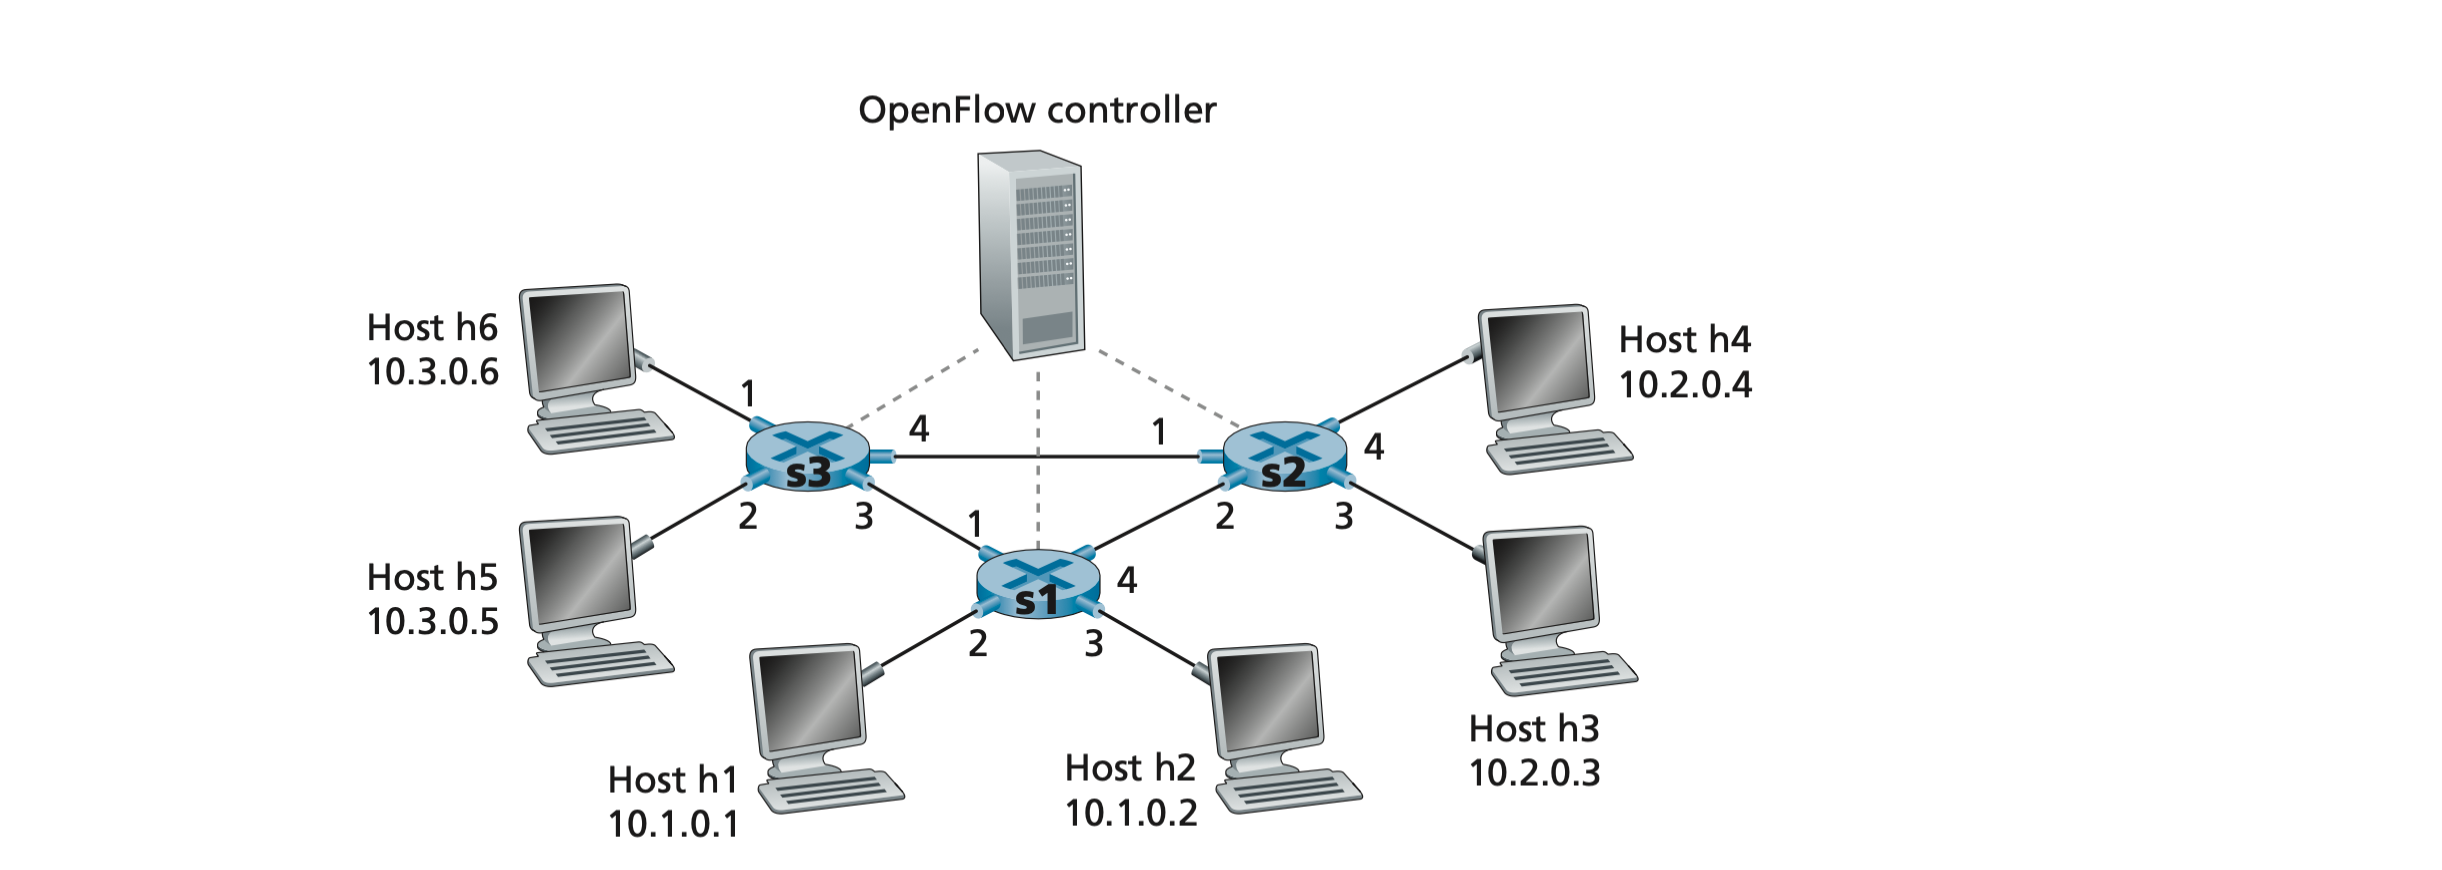 OpenFlow controller
Host h6
10.3.0.6
Host h4
10.2.0.4
1
4
1
4
s3
s2
2
3
1
2
3
Host h5
10.3.0.5
4
s1
2
3
Host h3
10.2.0.3
Host h1
10.1.0.1
Host h2
10.1.0.2